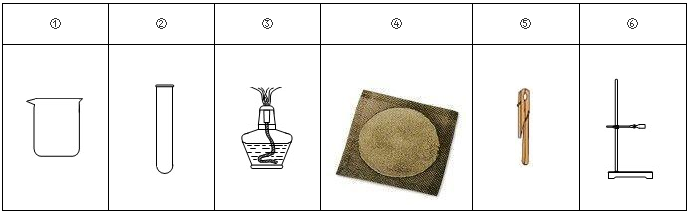 ① ② ③ ④ ⑤ ⑥